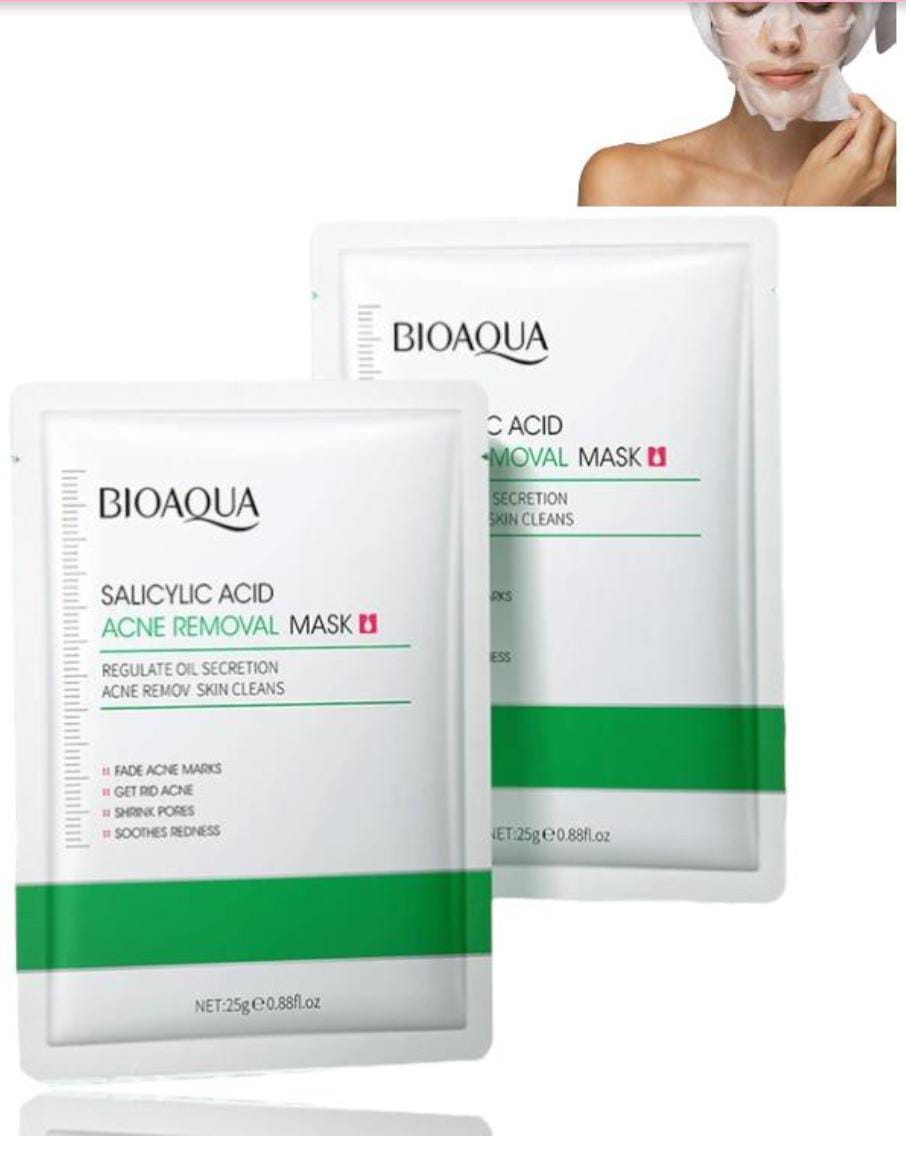 BIOAQUA
C ACID
MOVAL MASK
SECRETION
SKIN CLEANS
NET:25g℮0.88fl.oz
BIOAQUA
SALICYLIC ACID
ACNE REMOVAL MASK
REGULATE OIL SECRETION
ACNE REMOV SKIN CLEANS
FADE ACNE MARKS
GET RID ACNE
SHRINK PORES
SOOTHES REDNESS
NET:25g℮0.88fl.oz